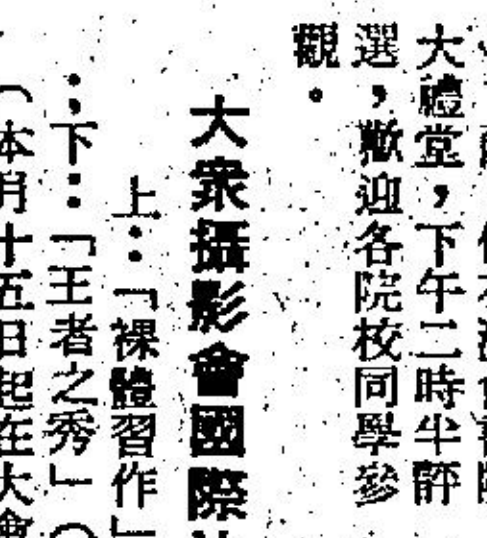 大禮堂，下午二時半評
選，歡迎各院校同學參
觀。
大衆攝影會國際
上：「裸體習作」
；下：「王者之秀」（
（本月十五日起在大會